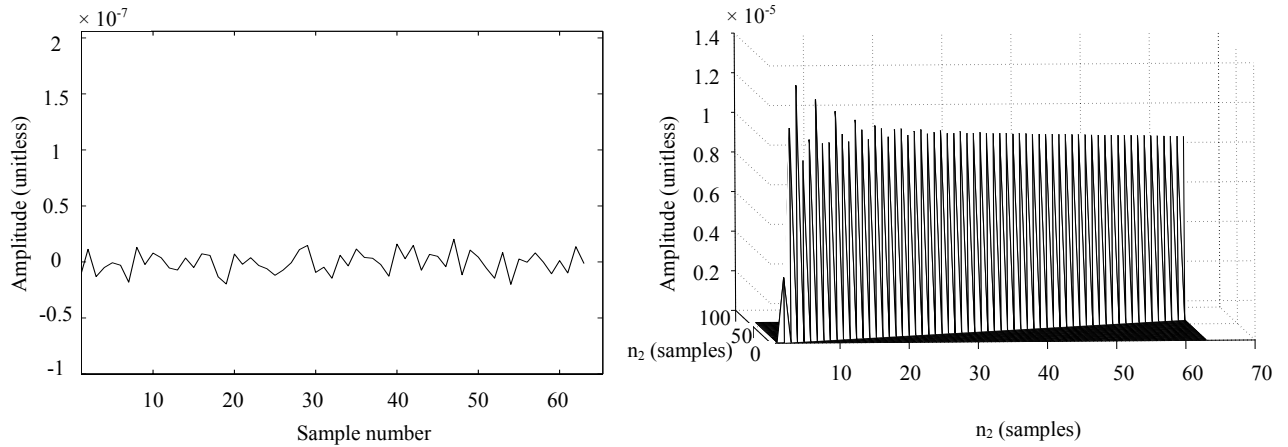 × 10⁻⁷
2
1.5
1
0.5
0
-0.5
-1
Amplitude (unitless)
10 20 30 40 50 60
Sample number
× 10⁻⁵
1.4
1.2
1
0.8
0.6
0.4
0.2
100
50
0
Amplitude (unitless)
n₂ (samples)
10 20 30 40 50 60 70
n₂ (samples)